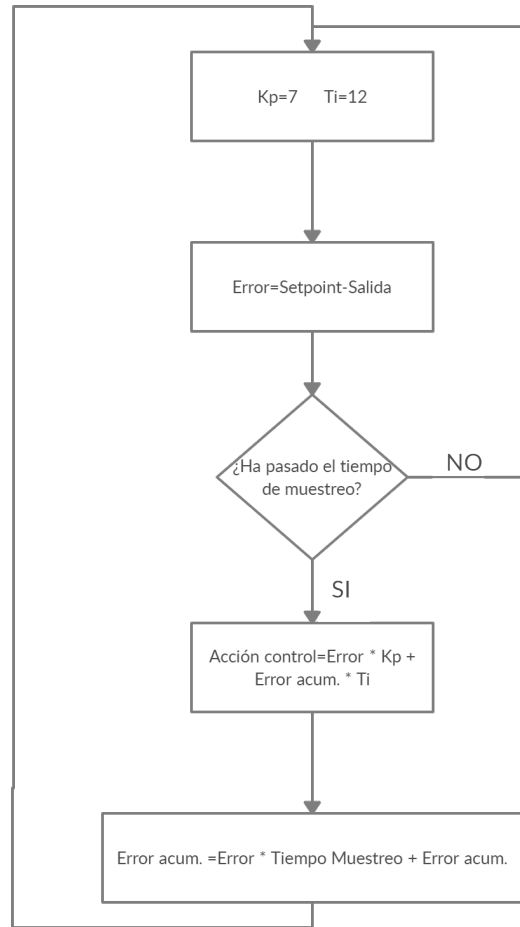 Kp=7 Ti=12
Error=Setpoint-Salida
¿Ha pasado el tiempo
de muestreo?
NO
SI
Acción control=Error * Kp +
Error acum. * Ti
Error acum. =Error * Tiempo Muestreo + Error acum.